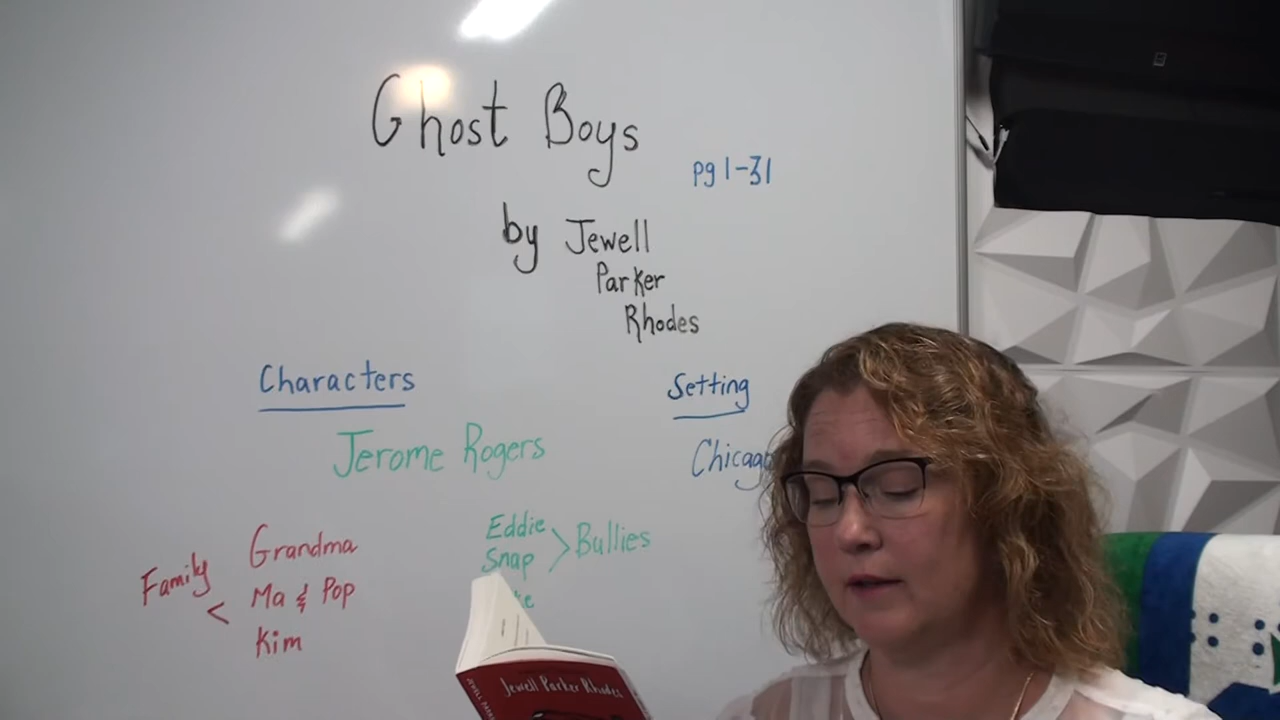 Ghost Boys
pg 1-31
by Jewell
Parker
Rhodes
Characters
Setting
Jerome Rogers
Family <
Grandma
Ma & Pop
Kim
Eddie
Snap
> Bullies
Jewell Parker Rhodes
JEWELL